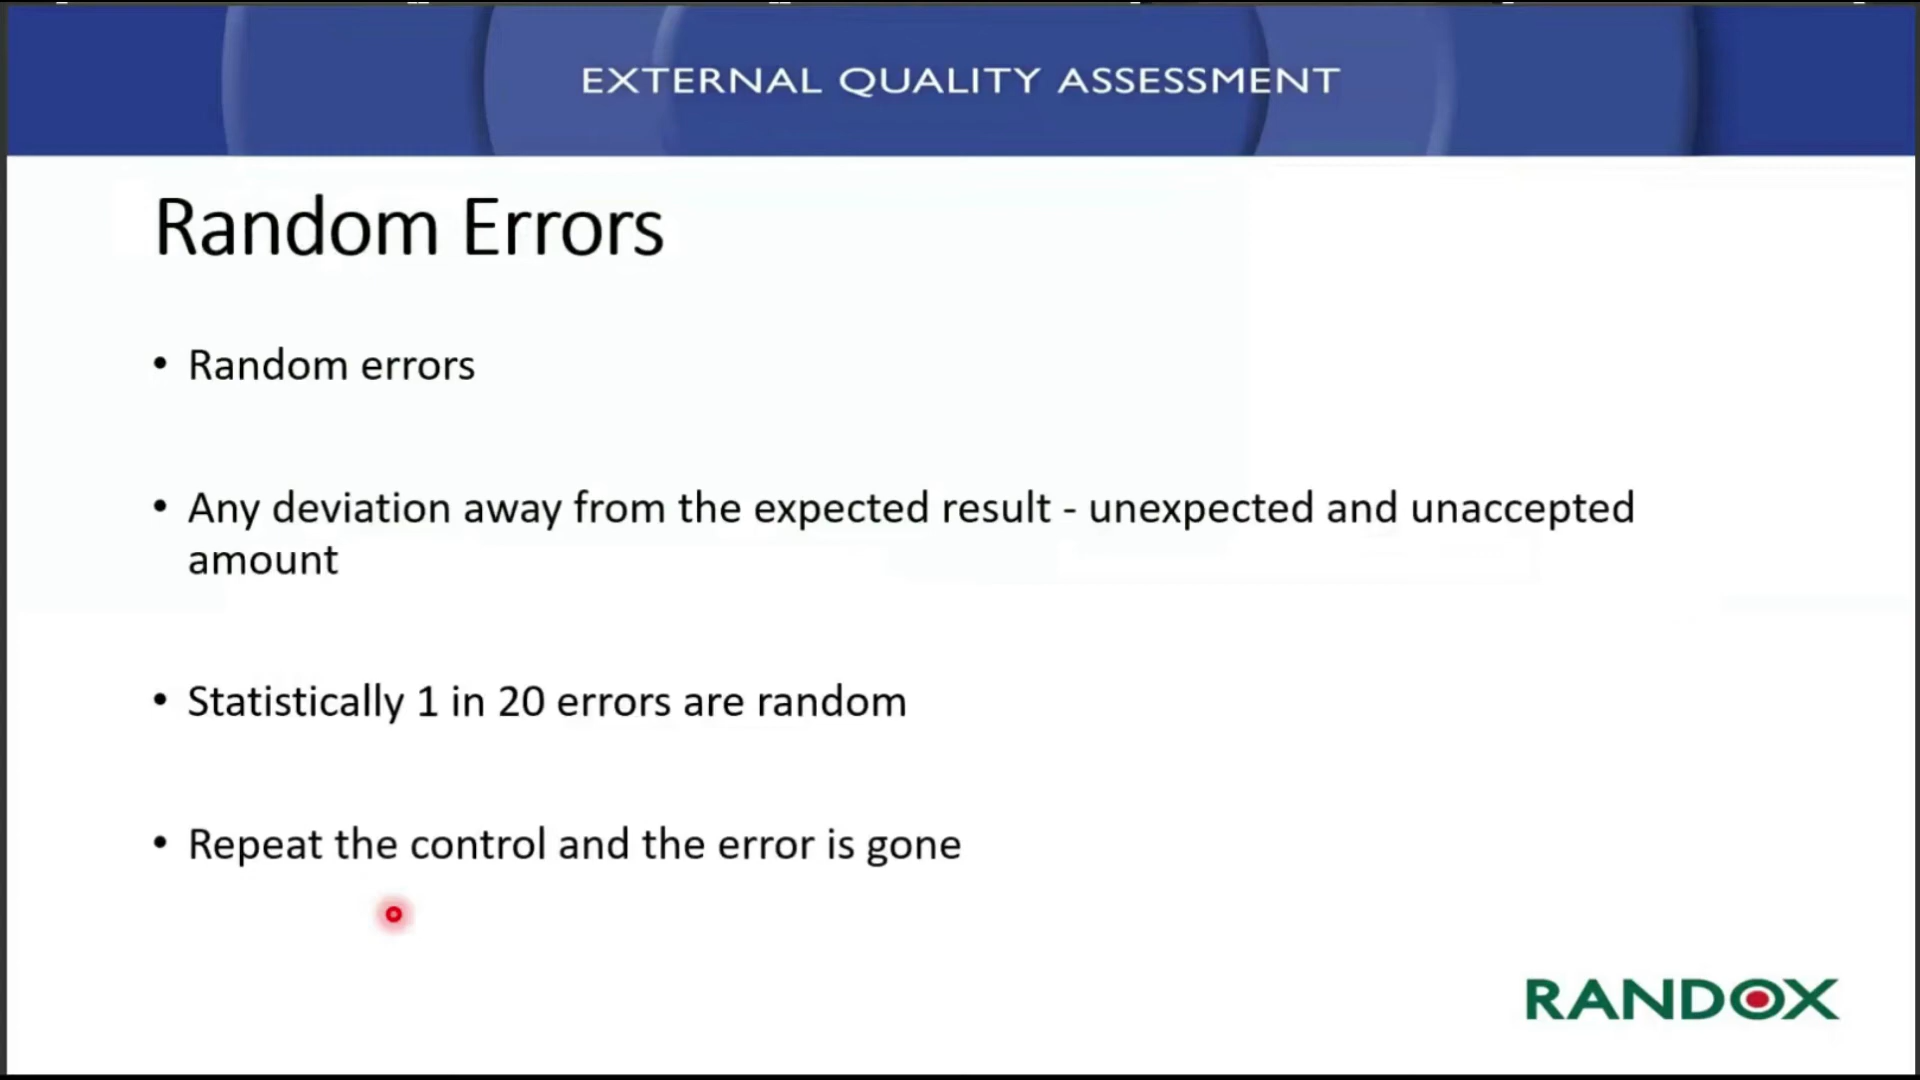 EXTERNAL QUALITY ASSESSMENT
Random Errors
• Random errors
• Any deviation away from the expected result - unexpected and unaccepted
amount
• Statistically 1 in 20 errors are random
• Repeat the control and the error is gone
RANDOX